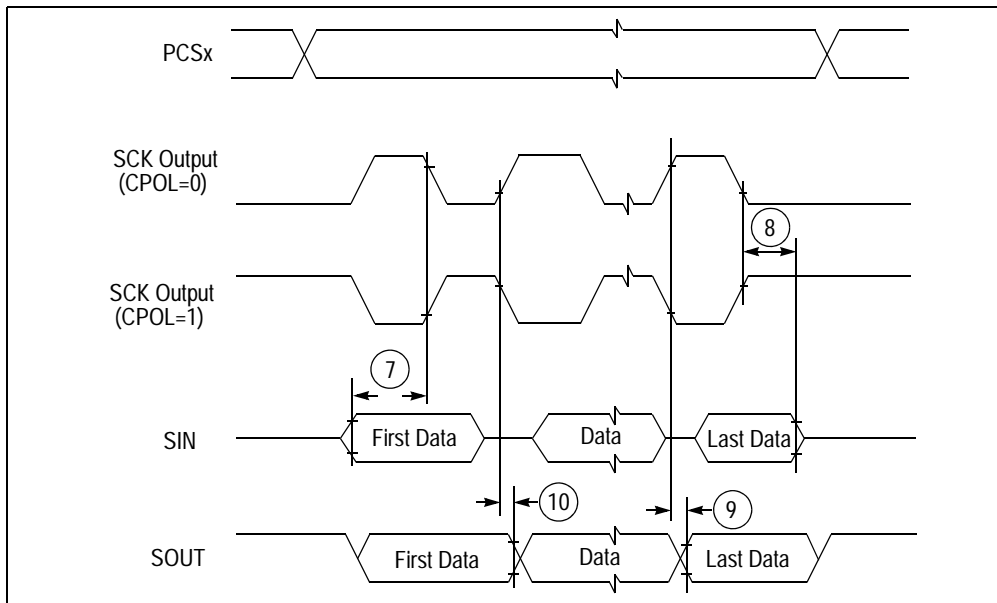 PCSx
SCK Output
(CPOL=0)
8
SCK Output
(CPOL=1)
7
SIN
First Data
Data
Last Data
10
9
SOUT
First Data
Data
Last Data